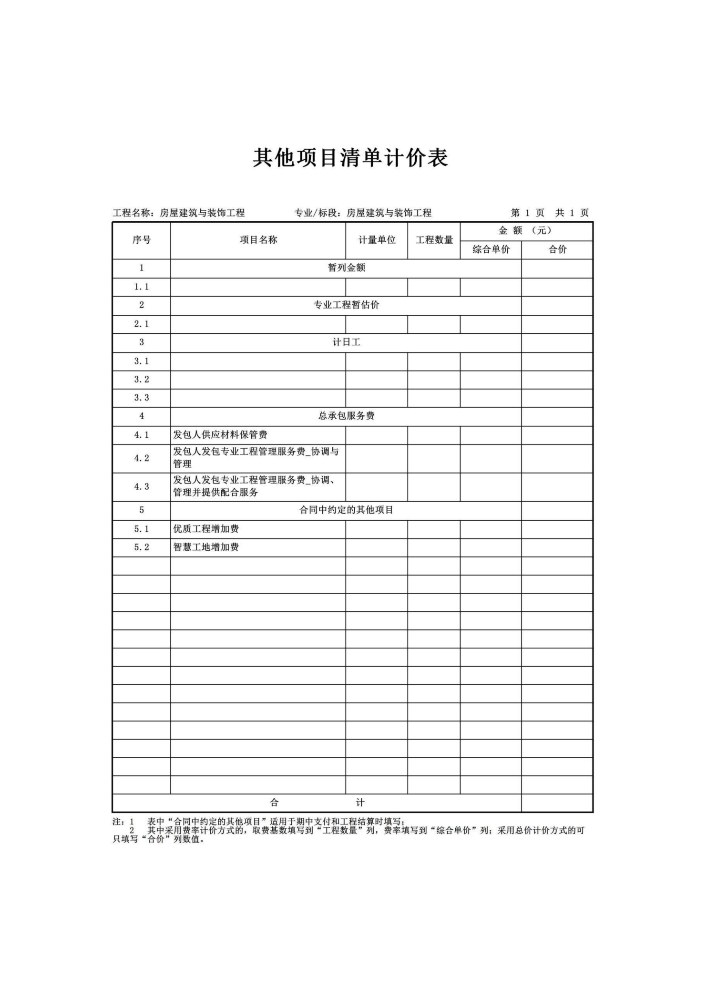 其他项目清单计价表
工程名称：房屋建筑与装饰工程 专业/标段：房屋建筑与装饰工程 第 1 页 共 1 页
序号 项目名称 计量单位 工程数量 金 额 （元）
综合单价 合价
1 暂列金额
1.1
2 专业工程暂估价
2.1
3 计日工
3.1
3.2
3.3
4 总承包服务费
4.1 发包人供应材料保管费
4.2 发包人发包专业工程管理服务费_协调与
管理
4.3 发包人发包专业工程管理服务费_协调、
管理并提供配合服务
5 合同中约定的其他项目
5.1 优质工程增加费
5.2 智慧工地增加费
合 计
注：1 表中“合同中约定的其他项目”适用于期中支付和工程结算时填写；
2 其中采用费率计价方式的，取费基数填写到“工程数量”列，费率填写到“综合单价”列；采用总价计价方式的可
只填写“合价”列数值。